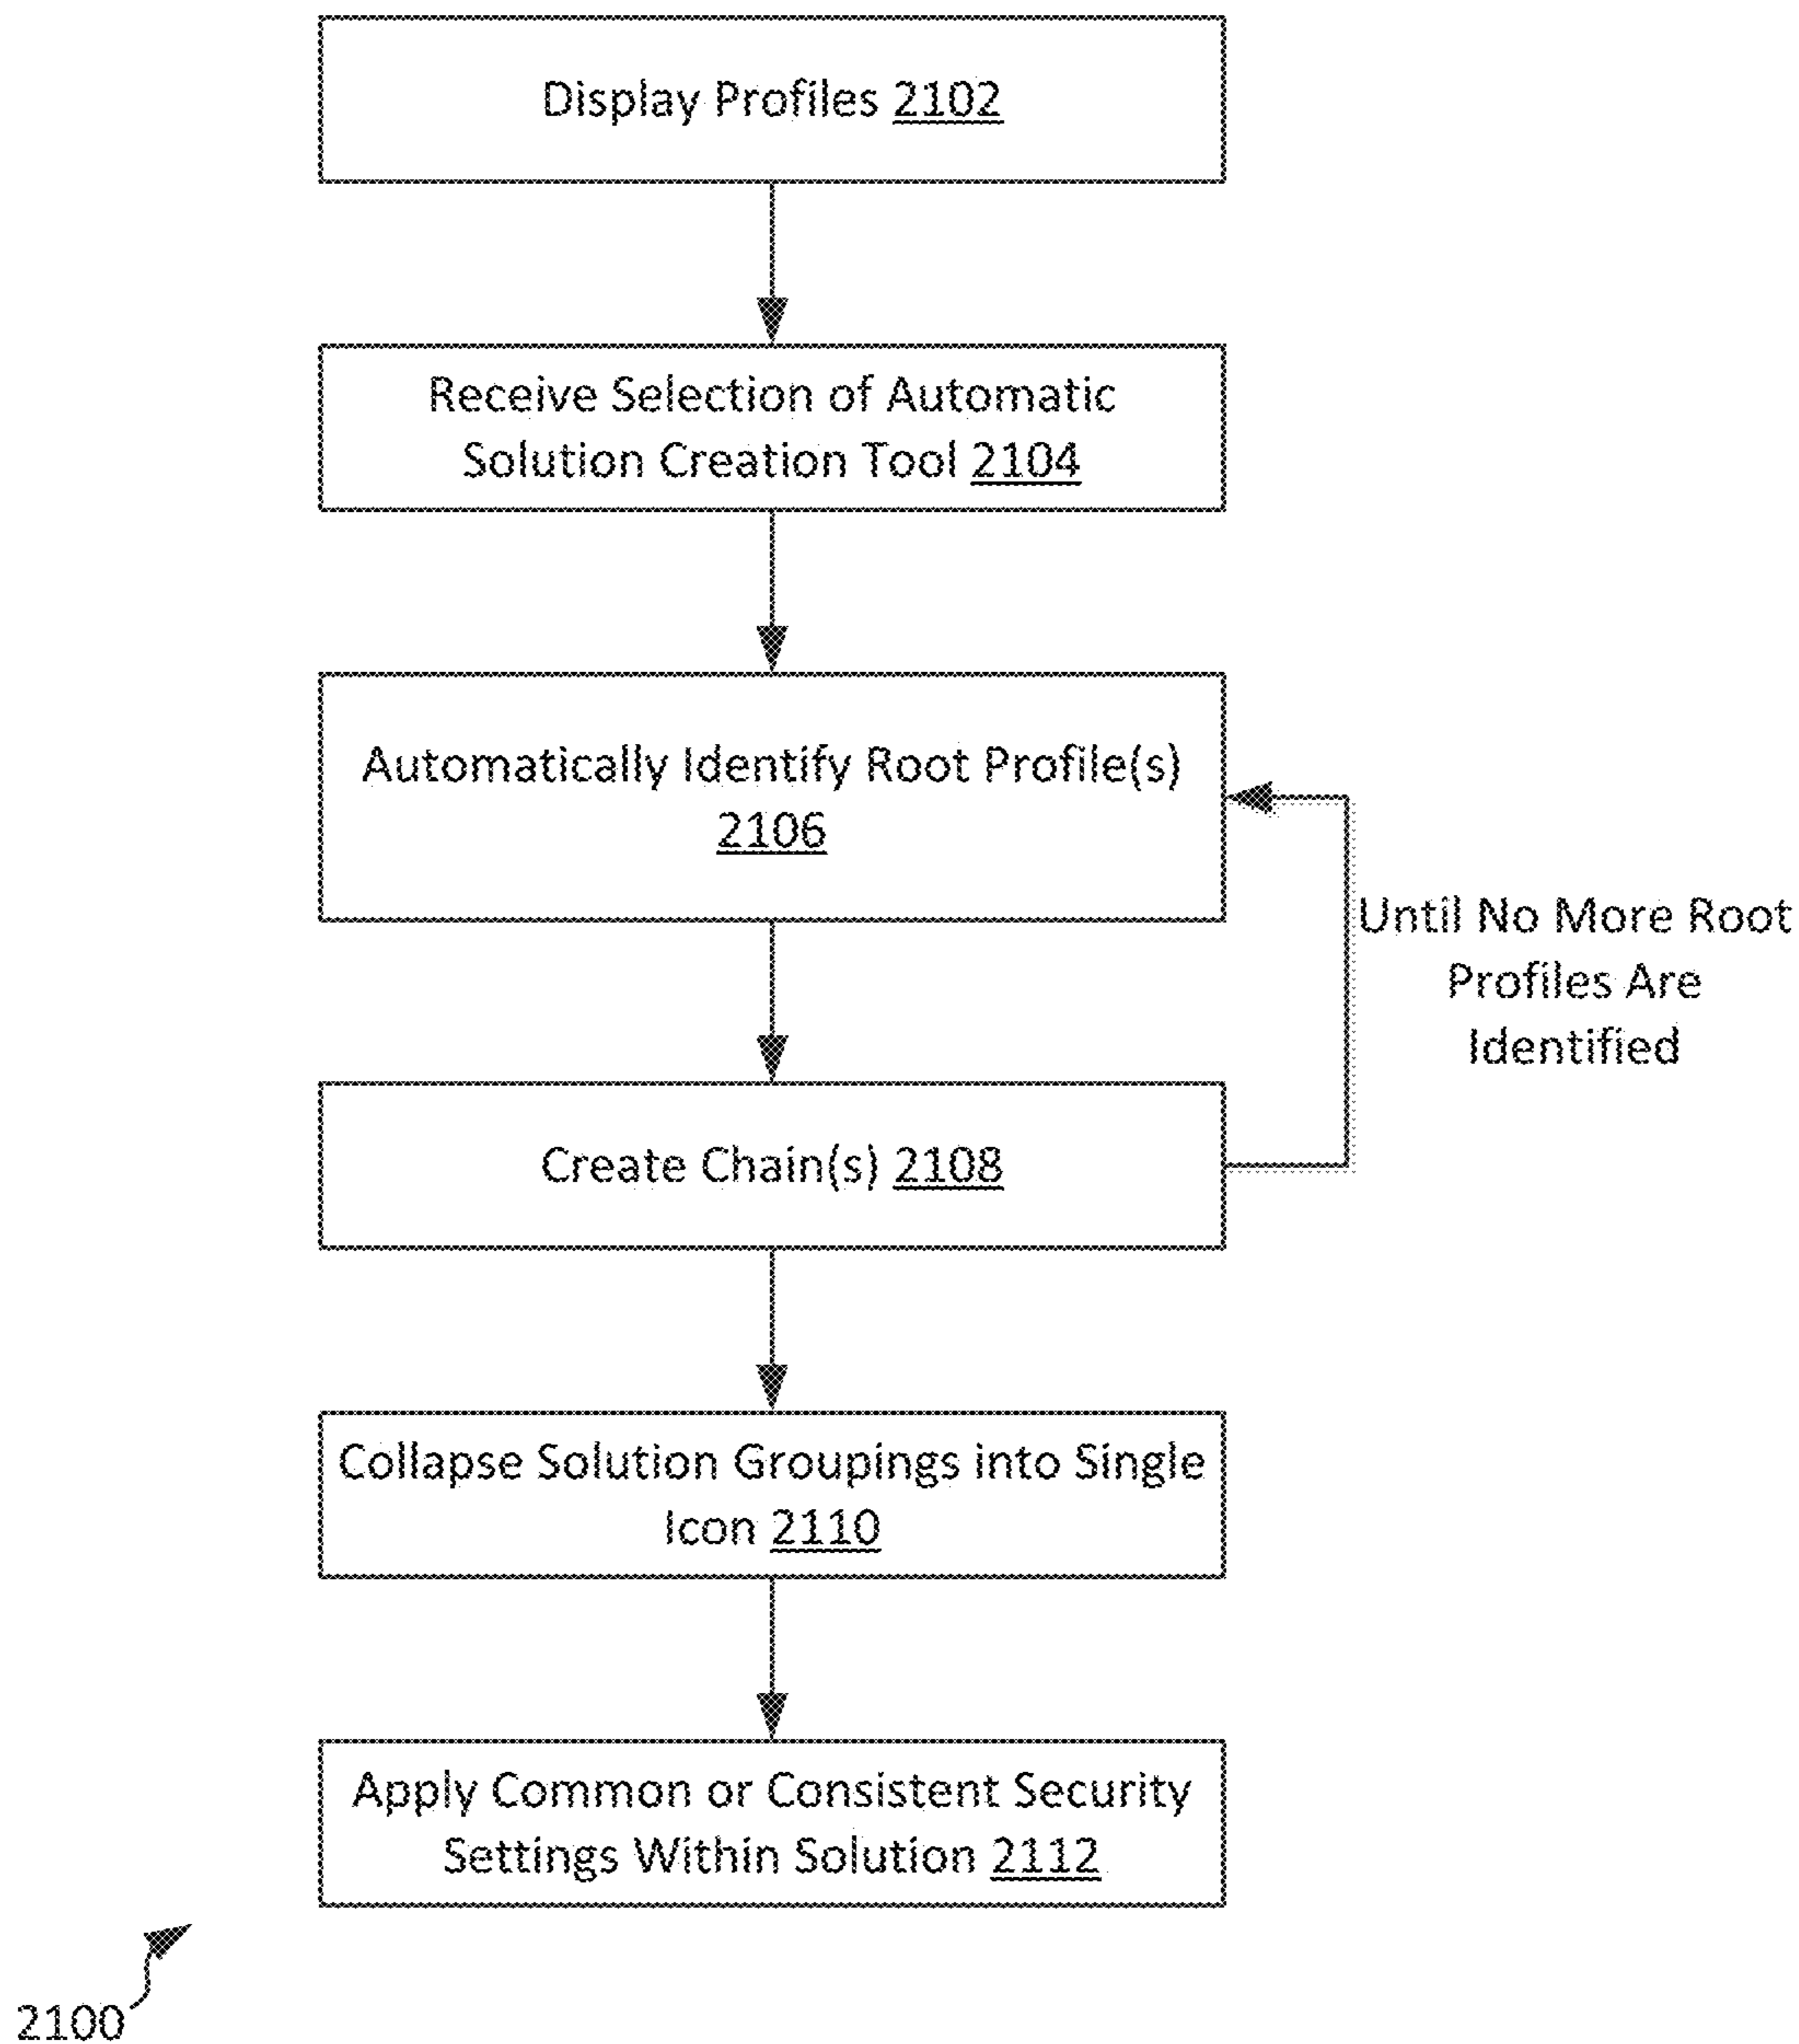 Display Profiles 2102
Receive Selection of Automatic
Solution Creation Tool 2104
Automatically Identify Root Profile(s)
2106
Until No More Root
Profiles Are
Identified
Create Chain(s) 2108
Collapse Solution Groupings into Single
Icon 2110
Apply Common or Consistent Security
Settings Within Solution 2112
2100